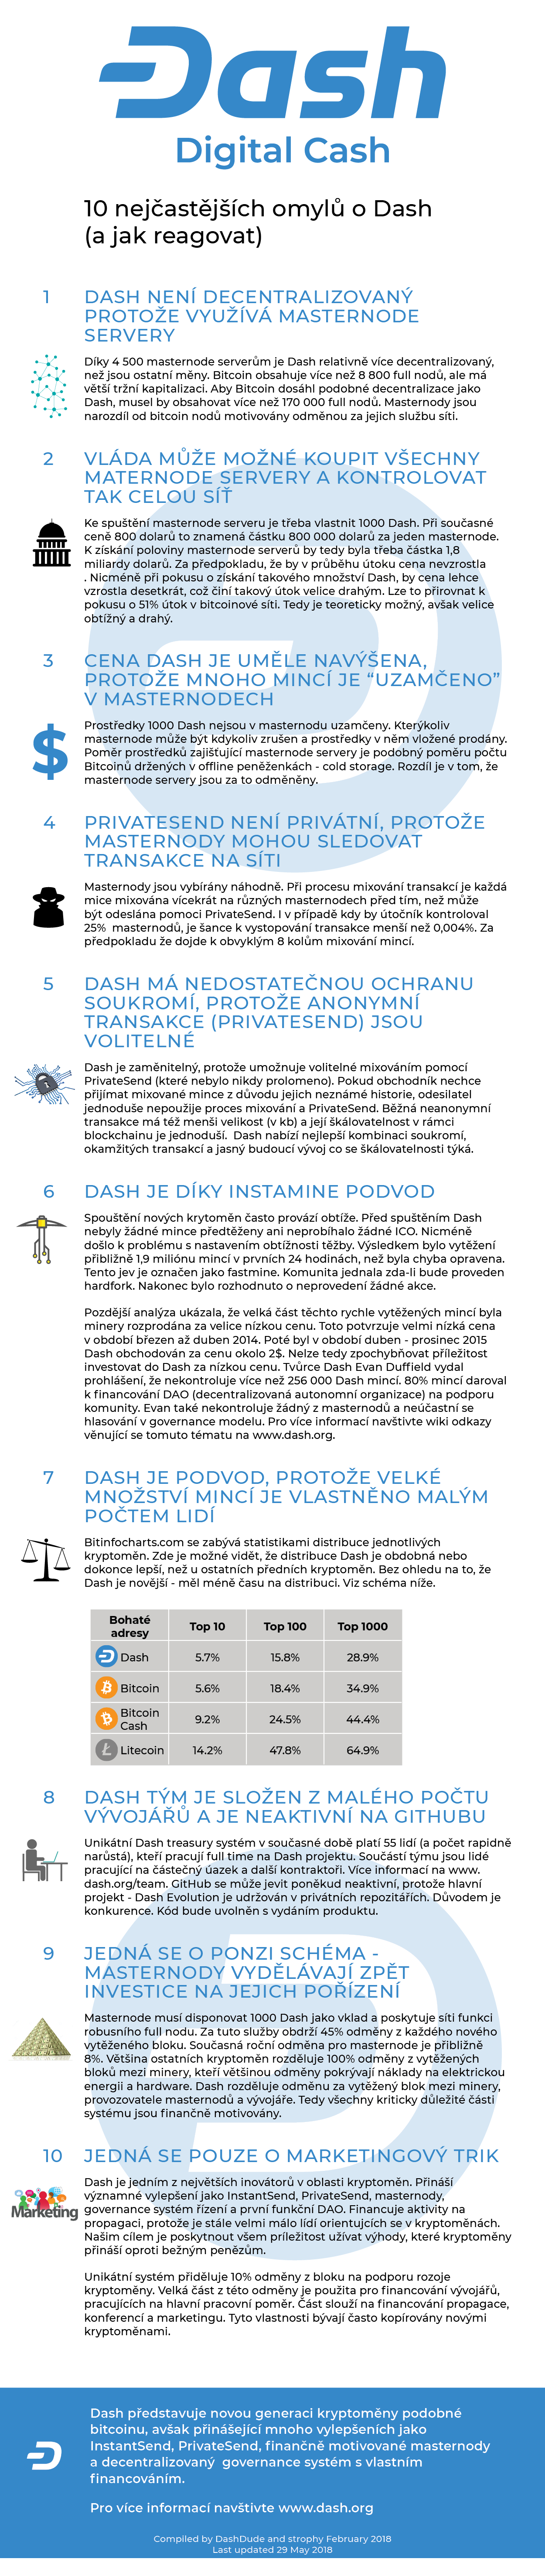 Dash
Digital Cash
10 nejčastějších omylů o Dash
(a jak reagovat)
1
DASH NENÍ DECENTRALIZOVANÝ
PROTOŽE VYUŽÍVÁ MASTERNODE
SERVERY
Díky 4 500 masternode serverům je Dash relativně více decentralizovaný,
než jsou ostatní měny. Bitcoin obsahuje více než 8 800 full nodů, ale má
větší tržní kapitalizaci. Aby Bitcoin dosáhl podobné decentralizace jako
Dash, musel by obsahovat více než 170 000 full nodů. Masternody jsou
narozdíl od bitcoin nodů motivovány odměnou za jejich službu síti.
2
VLÁDA MŮŽE MOŽNÉ KOUPIT VŠECHNY
MATERNODE SERVERY A KONTROLOVAT
TAK CELOU SÍŤ
Ke spuštění masternode serveru je třeba vlastnit 1000 Dash. Při současné
ceně 800 dolarů to znamená částku 800 000 dolarů za jeden masternode.
K získání poloviny masternode serverů by tedy byla třeba částka 1,8
miliardy dolarů. Za předpokladu, že by v průběhu útoku cena nevzrostla
. Nicméně při pokusu o získání takového množství Dash, by cena lehce
vzrostla desetkrát, což činí takový útok velice drahým. Lze to přirovnat k
pokusu o 51% útok v bitcoinové síti. Tedy je teoreticky možný, avšak velice
obtížný a drahý.
3
CENA DASH JE UMĚLE NAVÝŠENA,
PROTOŽE MNOHO MINCÍ JE “UZAMČENO”
V MASTERNODECH
Prostředky 1000 Dash nejsou v masternodu uzamčeny. Kterýkoliv
masternode může být kdykoliv zrušen a prostředky v něm vložené prodány.
Poměr prostředků zajišťující masternode servery je podobný poměru počtu
Bitcoinů držených v offline peněženkách - cold storage. Rozdíl je v tom, že
masternode servery jsou za to odměněny.
4
PRIVATESEND NENÍ PRIVÁTNÍ, PROTOŽE
MASTERNODY MOHOU SLEDOVAT
TRANSAKCE NA SÍTI
Masternody jsou vybírány náhodně. Při procesu mixování transakcí je každá
mice mixována vícekrát na různých masternodech před tím, než může
být odeslána pomoci PrivateSend. I v případě kdy by útočník kontroloval
25% masternodů, je šance k vystopování transakce menší než 0,004%. Za
předpokladu že dojde k obvyklým 8 kolům mixování mincí.
5
DASH MÁ NEDOSTATEČNOU OCHRANU
SOUKROMÍ, PROTOŽE ANONYMNÍ
TRANSAKCE (PRIVATESEND) JSOU
VOLITELNÉ
Dash je zaměnitelný, protože umožnuje volitelné mixováním pomocí
PrivateSend (které nebylo nikdy prolomeo). Pokud obchodník nechce
přijímat mixované mince z důvodu jejich neznámé historie, odesilatel
jednoduše nepoužije proces mixování a PrivateSend. Běžná neanonymní
transakce má též menší velikost (v kb) a její škálovatelnost v rámci
blockchainu je jednoduší. Dash nabízí nejlepší kombinaci soukromí,
okamžitých transakcí a jasný budoucí vývoj co se škálovatelnosti týká.
6
DASH JE DÍKY INSTAMINE PODVOD
Spouštění nových krytoměn často provází obtíže. Před spuštěním Dash
nebyly žádné mince předtěženy ani neprobíhalo žádné ICO. Nicméně
došlo k problému s nastavením obtížnosti těžby. Výsledkem bylo vytěžení
přibližně 1,9 miliónu mincí v prvních 24 hodinách, než byla chyba opravena.
Tento jev je označen jako fastmine. Komunita jednala zda-li bude proveden
hardfork. Nakonec bylo rozhodnuto o neprovedení žádné akce.
Pozdější analýza ukázala, že velká část těchto rychle vytěžených mincí byla
minery rozprodána za velice nízkou cenu. Toto potvrzuje velmi nízká cena
v období březen až duben 2014. Poté byl v období duben - prosinec 2015
Dash obchodován za cenu okolo 2$. Nelze tedy zpochybňovat příležitost
investovat do Dash za nízkou cenu. Tvůrce Dash Evan Duffield vydal
prohlášení, že nekontroluje více než 256 000 Dash mincí. 80% mincí daroval
k financování DAO (decentralizovaná autonomní organizace) na podporu
komunity. Evan také nekontroluje žádný z masternodů a neúčastní se
hlasování v governance modelu. Pro více informací navštivte wiki odkazy
věnující se tomuto tématu na www.dash.org.
7
DASH JE PODVOD, PROTOŽE VELKÉ
MNOŽSTVÍ MINCÍ JE VLASTNĚNO MALÝM
POČTEM LIDÍ
Bitinfocharts.com se zabývá statistikami distribuce jednotlivých
kryptoměn. Zde je možné vidět, že distribuce Dash je obdobná nebo
dokonce lepší, než u ostatních předních kryptoměn. Bez ohledu na to, že
Dash je novější - měl méně času na distribuci. Viz schéma níže.
Bohaté adresy Top 10 Top 100 Top 1000
Dash 5.7% 15.8% 28.9%
Bitcoin 5.6% 18.4% 34.9%
Bitcoin Cash 9.2% 24.5% 44.4%
Litecoin 14.2% 47.8% 64.9%
8
DASH TÝM JE SLOŽEN Z MALÉHO POČTU
VÝVOJÁŘŮ A JE NEAKTIVNÍ NA GITHUBU
Unikátní Dash treasury systém v současné době platí 55 lidí (a počet rapidně
narůstá), kteří pracují full time na Dash projektu. Součástí týmu jsou lidé
pracující na částečný úvazek a další kontraktoři. Více informací na www.
dash.org/team. GitHub se může jevit poněkud neaktivní, protože hlavní
projekt - Dash Evolution je udržován v privátních repozitářích. Důvodem je
konkurence. Kód bude uvolněn s vydáním produktu.
9
JEDNÁ SE O PONZI SCHÉMA -
MASTERNODY VYDĚLÁVAJÍ ZPĚT
INVESTICE NA JEJICH POŘÍZENÍ
Masternode musí disponovat 1000 Dash jako vklad a poskytuje síti funkci
robusního full nodu. Za tuto služby obdrží 45% odměny z každého nového
vytěženého bloku. Současná roční odměna pro masternode je přibližně
8%. Většina ostatních kryptoměn rozděluje 100% odměny z vytěžených
bloků mezi minery, kteří většinou odměny pokrývají náklady na elektrickou
energii a hardware. Dash rozděluje odměnu za vytěžený blok mezi minery,
provozovatele masternodů a vývojáře. Tedy všechny kriticky důležité části
systému jsou finančně motivovány.
10
JEDNÁ SE POUZE O MARKETINGOVÝ TRIK
Marketing
Dash je jedním z největších inovátorů v oblasti kryptoměn. Přináší
významné vylepšení jako InstantSend, PrivateSend, masternody,
governance systém řízení a první funkční DAO. Financuje aktivity na
propagaci, protože je stále velmi málo lídí orientujících se v kryptoměnách.
Našim cílem je poskytnout všem príležitost užívat výhody, které kryptoměny
přináší oproti bežným penězům.
Unikátní systém přiděluje 10% odměny z bloku na podporu rozoje
kryptoměny. Velká část z této odměny je použita pro financování vývojářů,
pracujících na hlavní pracovní poměr. Část slouží na financování propagace,
konferencí a marketingu. Tyto vlastnosti bývají často kopírovány novými
kryptoměnami.
Dash představuje novou generaci kryptoměny podobné
bitcoinu, avšak přinášející mnoho vylepšeních jako
InstantSend, PrivateSend, finančně motivované masternody
a decentralizovaný governance systém s vlastním
financováním.
Pro více informací navštivte www.dash.org
Compiled by DashDude and strophy February 2018
Last updated 29 May 2018